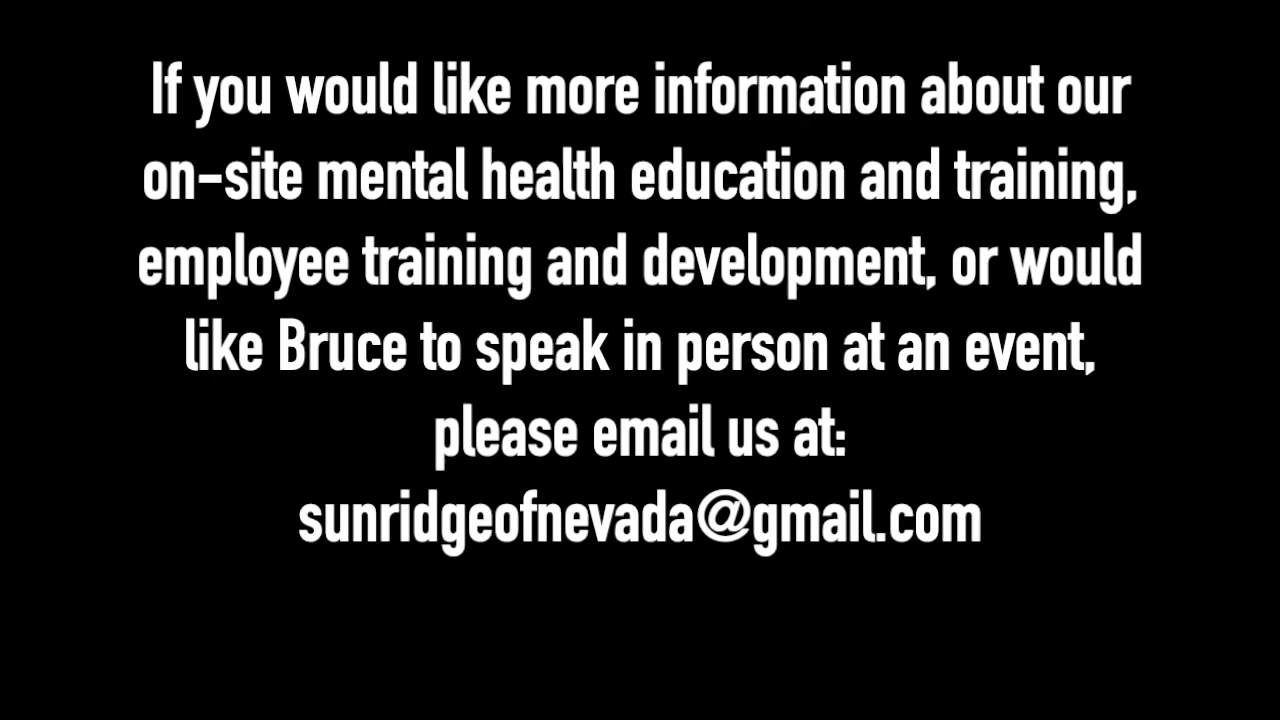 If you would like more information about our
on-site mental health education and training,
employee training and development, or would
like Bruce to speak in person at an event,
please email us at:
sunridgeofnevada@gmail.com